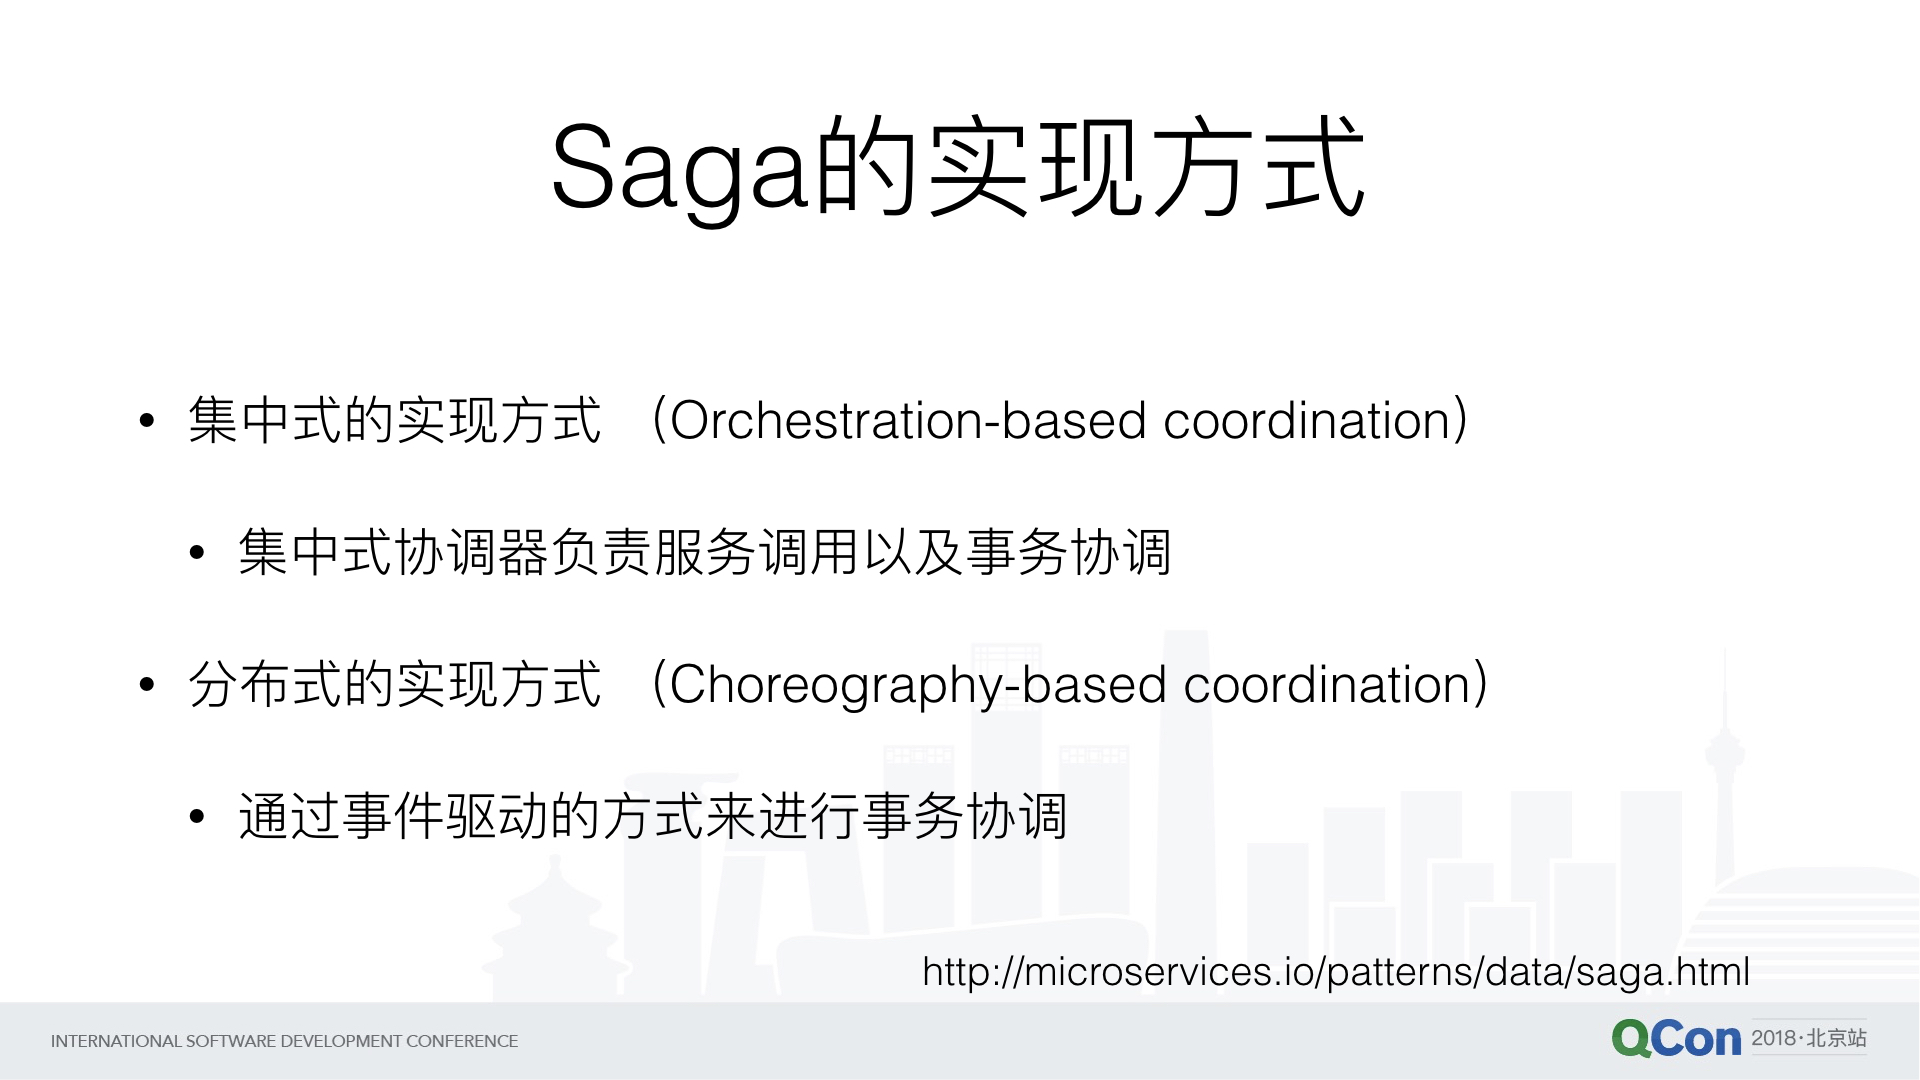 Saga的实现方式
• 集中式的实现方式 （Orchestration-based coordination）
• 集中式协调器负责服务调用以及事务协调
• 分布式的实现方式 （Choreography-based coordination）
• 通过事件驱动的方式来进行事务协调
http://microservices.io/patterns/data/saga.html
INTERNATIONAL SOFTWARE DEVELOPMENT CONFERENCE
QCon 2018·北京站